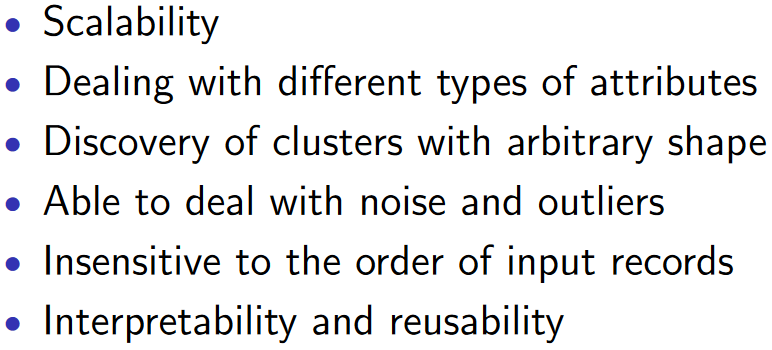 • Scalability
• Dealing with different types of attributes
• Discovery of clusters with arbitrary shape
• Able to deal with noise and outliers
• Insensitive to the order of input records
• Interpretability and reusability